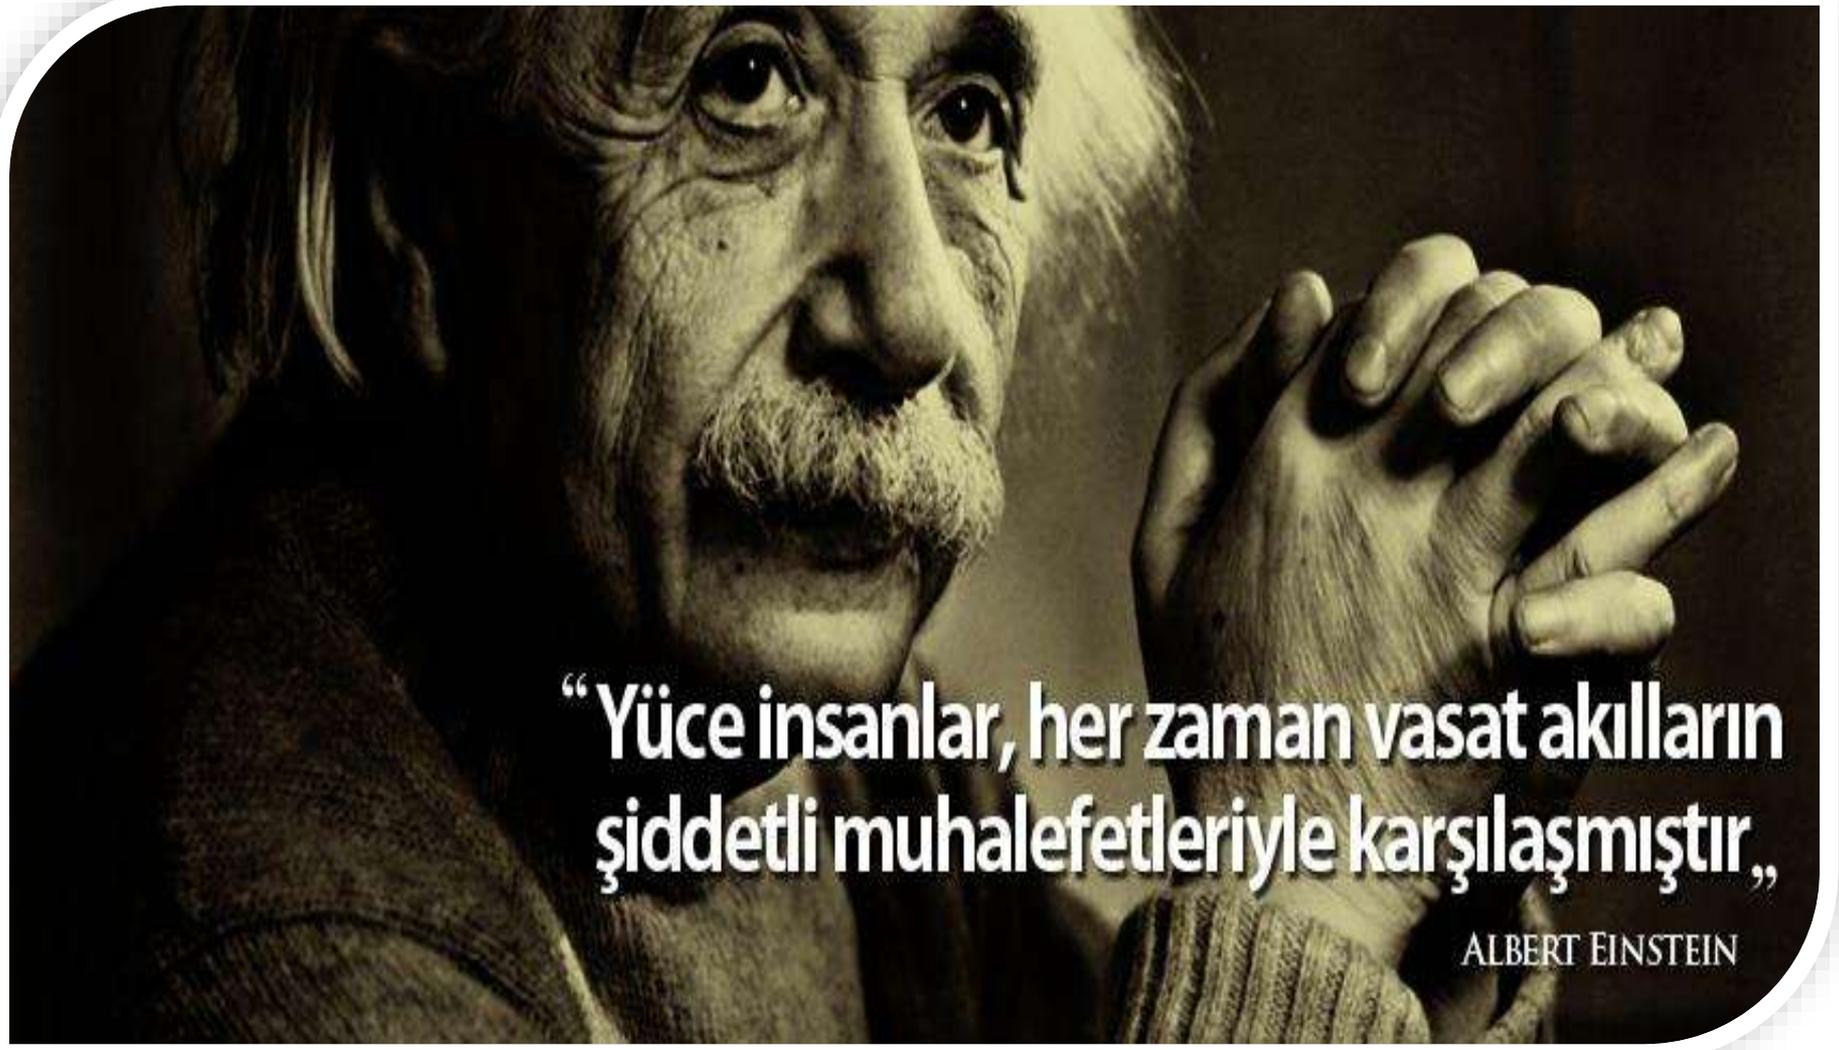 “Yüce insanlar, her zaman vasat akılların
şiddetli muhalefetleriyle karşılaşmıştır„
ALBERT EINSTEIN